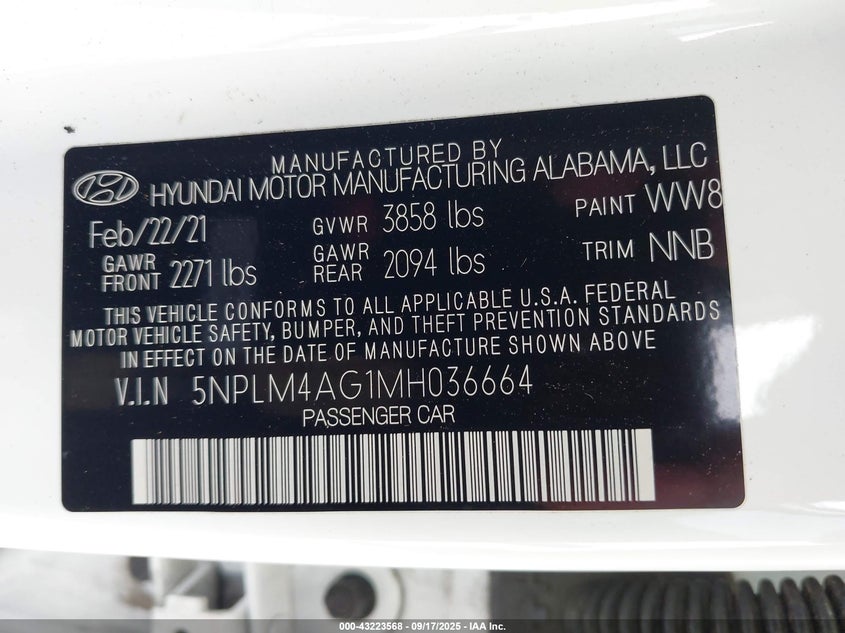 MANUFACTURED BY
HYUNDAI MOTOR MANUFACTURING ALABAMA, LLC
Feb/22/21 GVWR 3858 lbs PAINT WW8
GAWR FRONT 2271 lbs GAWR REAR 2094 lbs TRIM NNB
THIS VEHICLE CONFORMS TO ALL APPLICABLE U.S.A. FEDERAL
MOTOR VEHICLE SAFETY, BUMPER, AND THEFT PREVENTION STANDARDS
IN EFFECT ON THE DATE OF MANUFACTURE SHOWN ABOVE
V.I.N 5NPLM4AG1MH036664
PASSENGER CAR
000-43223568 - 09/17/2025 - IAA Inc.